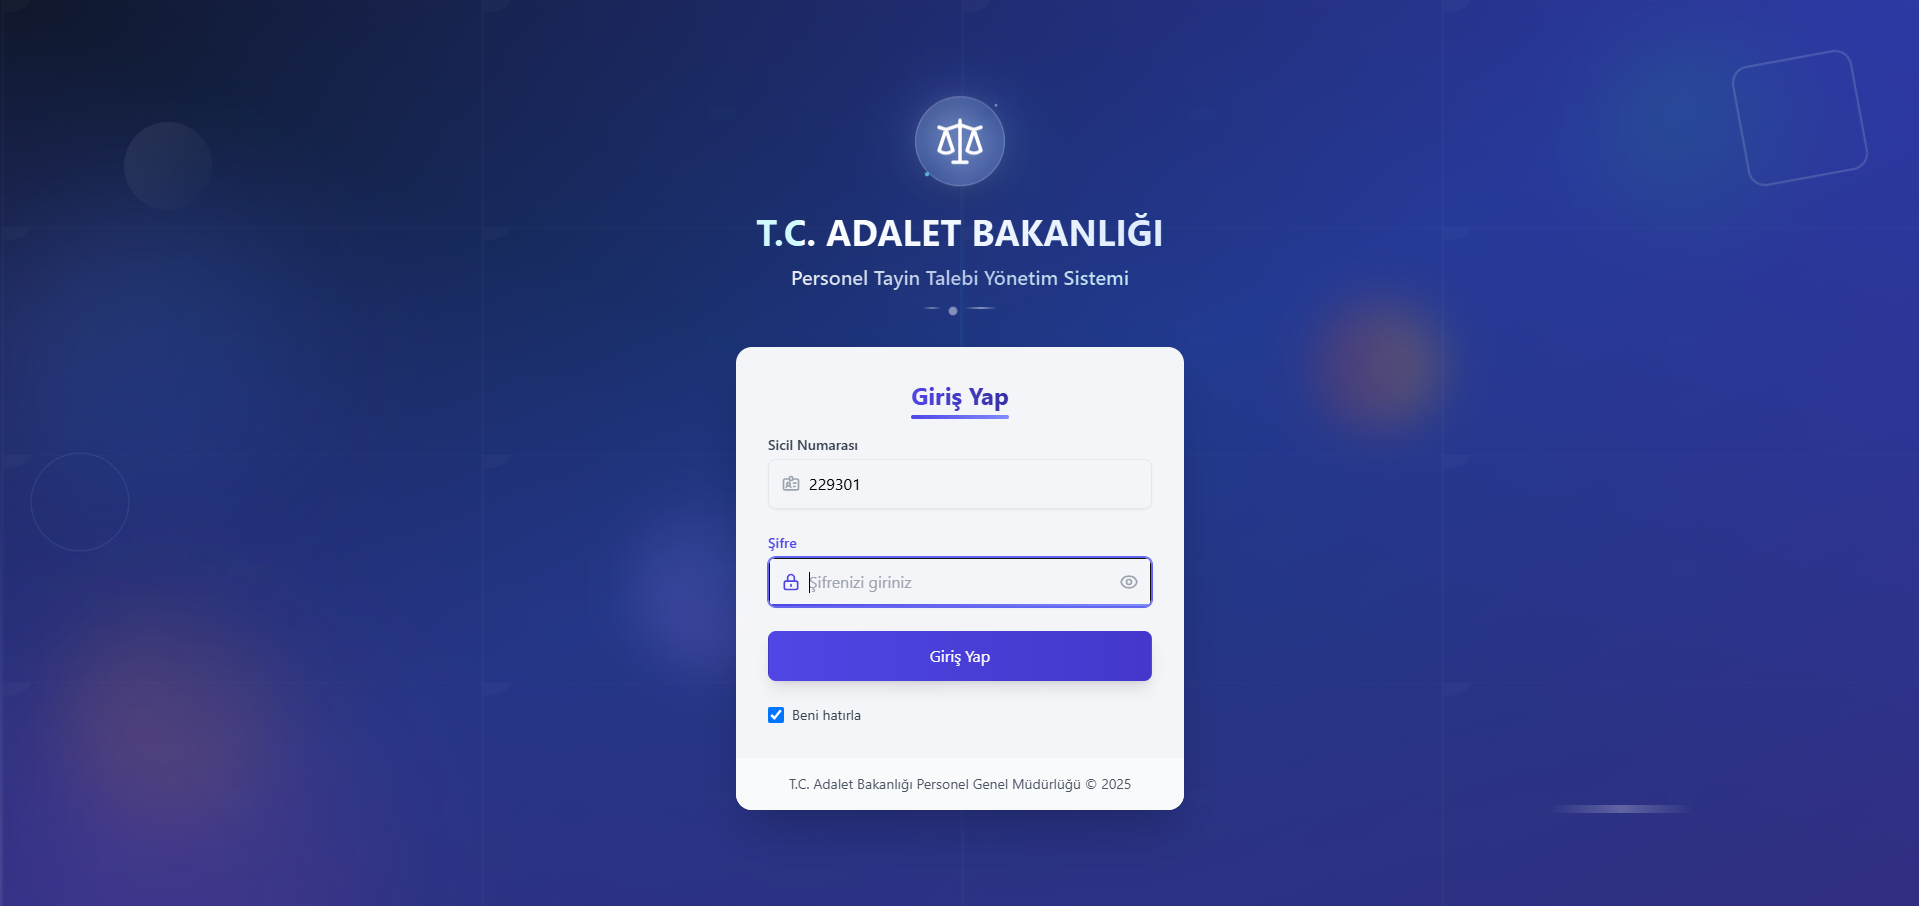 T.C. ADALET BAKANLIĞI
Personel Tayin Talebi Yönetim Sistemi
Giriş Yap
Sicil Numarası
229301
Şifre
Şifrenizi giriniz
Giriş Yap
Beni hatırla
T.C. Adalet Bakanlığı Personel Genel Müdürlüğü © 2025